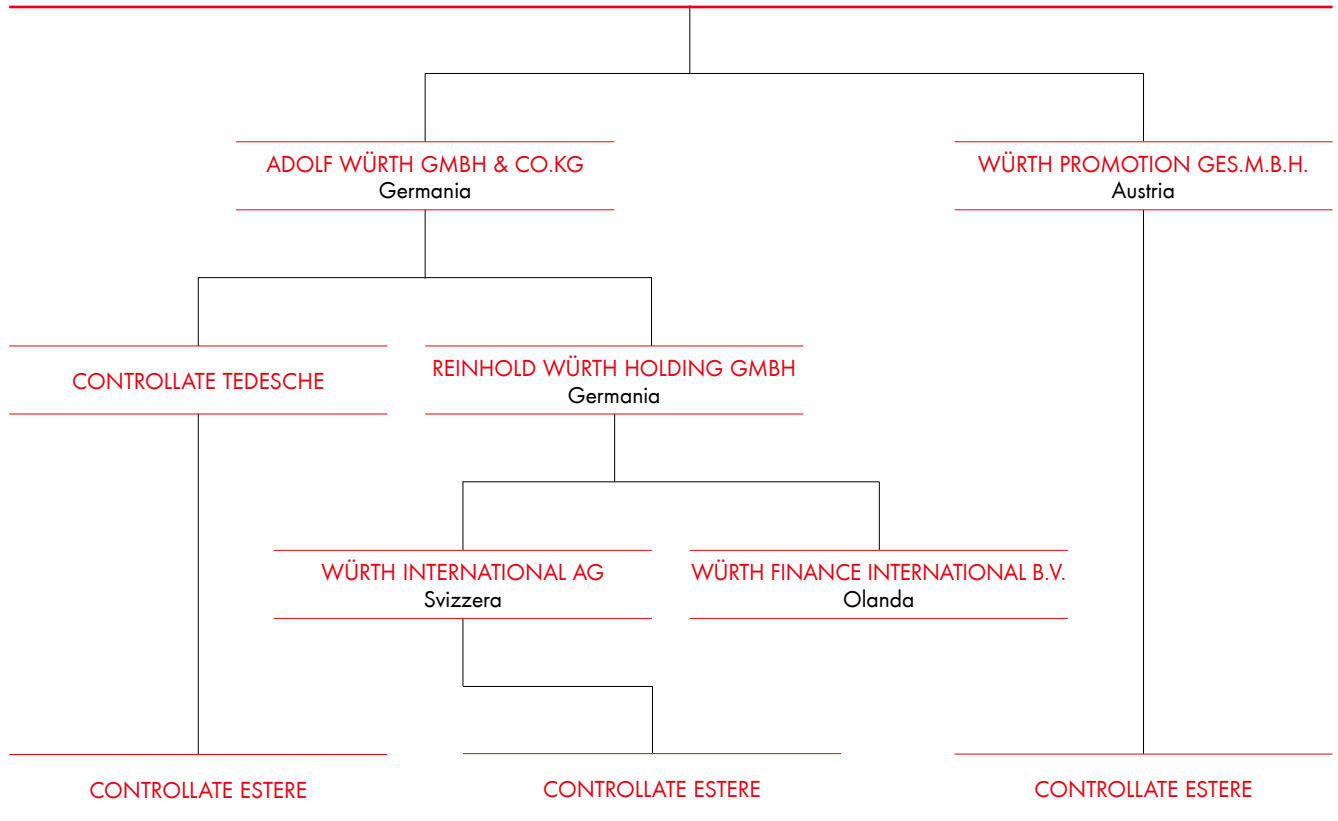 ADOLF WÜRTH GMBH & CO.KG
Germania
WÜRTH PROMOTION GES.M.B.H.
Austria
CONTROLLATE TEDESCHE
REINHOLD WÜRTH HOLDING GMBH
Germania
WÜRTH INTERNATIONAL AG
Svizzera
WÜRTH FINANCE INTERNATIONAL B.V.
Olanda
CONTROLLATE ESTERE
CONTROLLATE ESTERE
CONTROLLATE ESTERE